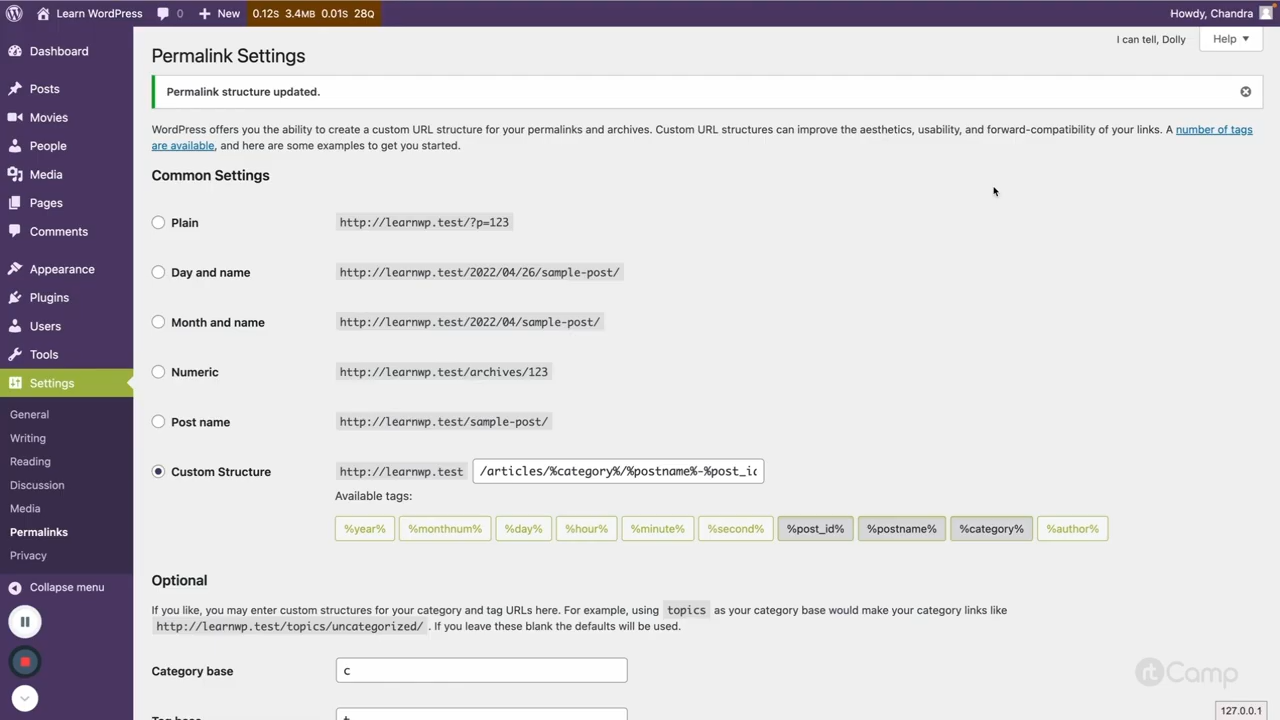 Learn WordPress 0 New 0.12s 3.4MB 0.01s 28Q Howdy, Chandra
I can tell, Dolly Help
Dashboard
Posts
Movies
People
Media
Pages
Comments
Appearance
Plugins
Users
Tools
Settings
General
Writing
Reading
Discussion
Media
Permalinks
Privacy
Collapse menu
Permalink Settings
Permalink structure updated.
WordPress offers you the ability to create a custom URL structure for your permalinks and archives. Custom URL structures can improve the aesthetics, usability, and forward-compatibility of your links. A number of tags
are available, and here are some examples to get you started.
Common Settings
Plain http://learnwp.test/?p=123
Day and name http://learnwp.test/2022/04/26/sample-post/
Month and name http://learnwp.test/2022/04/sample-post/
Numeric http://learnwp.test/archives/123
Post name http://learnwp.test/sample-post/
Custom Structure http://learnwp.test /articles/%category%/%postname%-%post_id
Available tags:
%year% %monthnum% %day% %hour% %minute% %second% %post_id% %postname% %category% %author%
Optional
If you like, you may enter custom structures for your category and tag URLs here. For example, using topics as your category base would make your category links like
http://learnwp.test/topics/uncategorized/ . If you leave these blank the defaults will be used.
Category base c
rtCamp
127.0.0.1